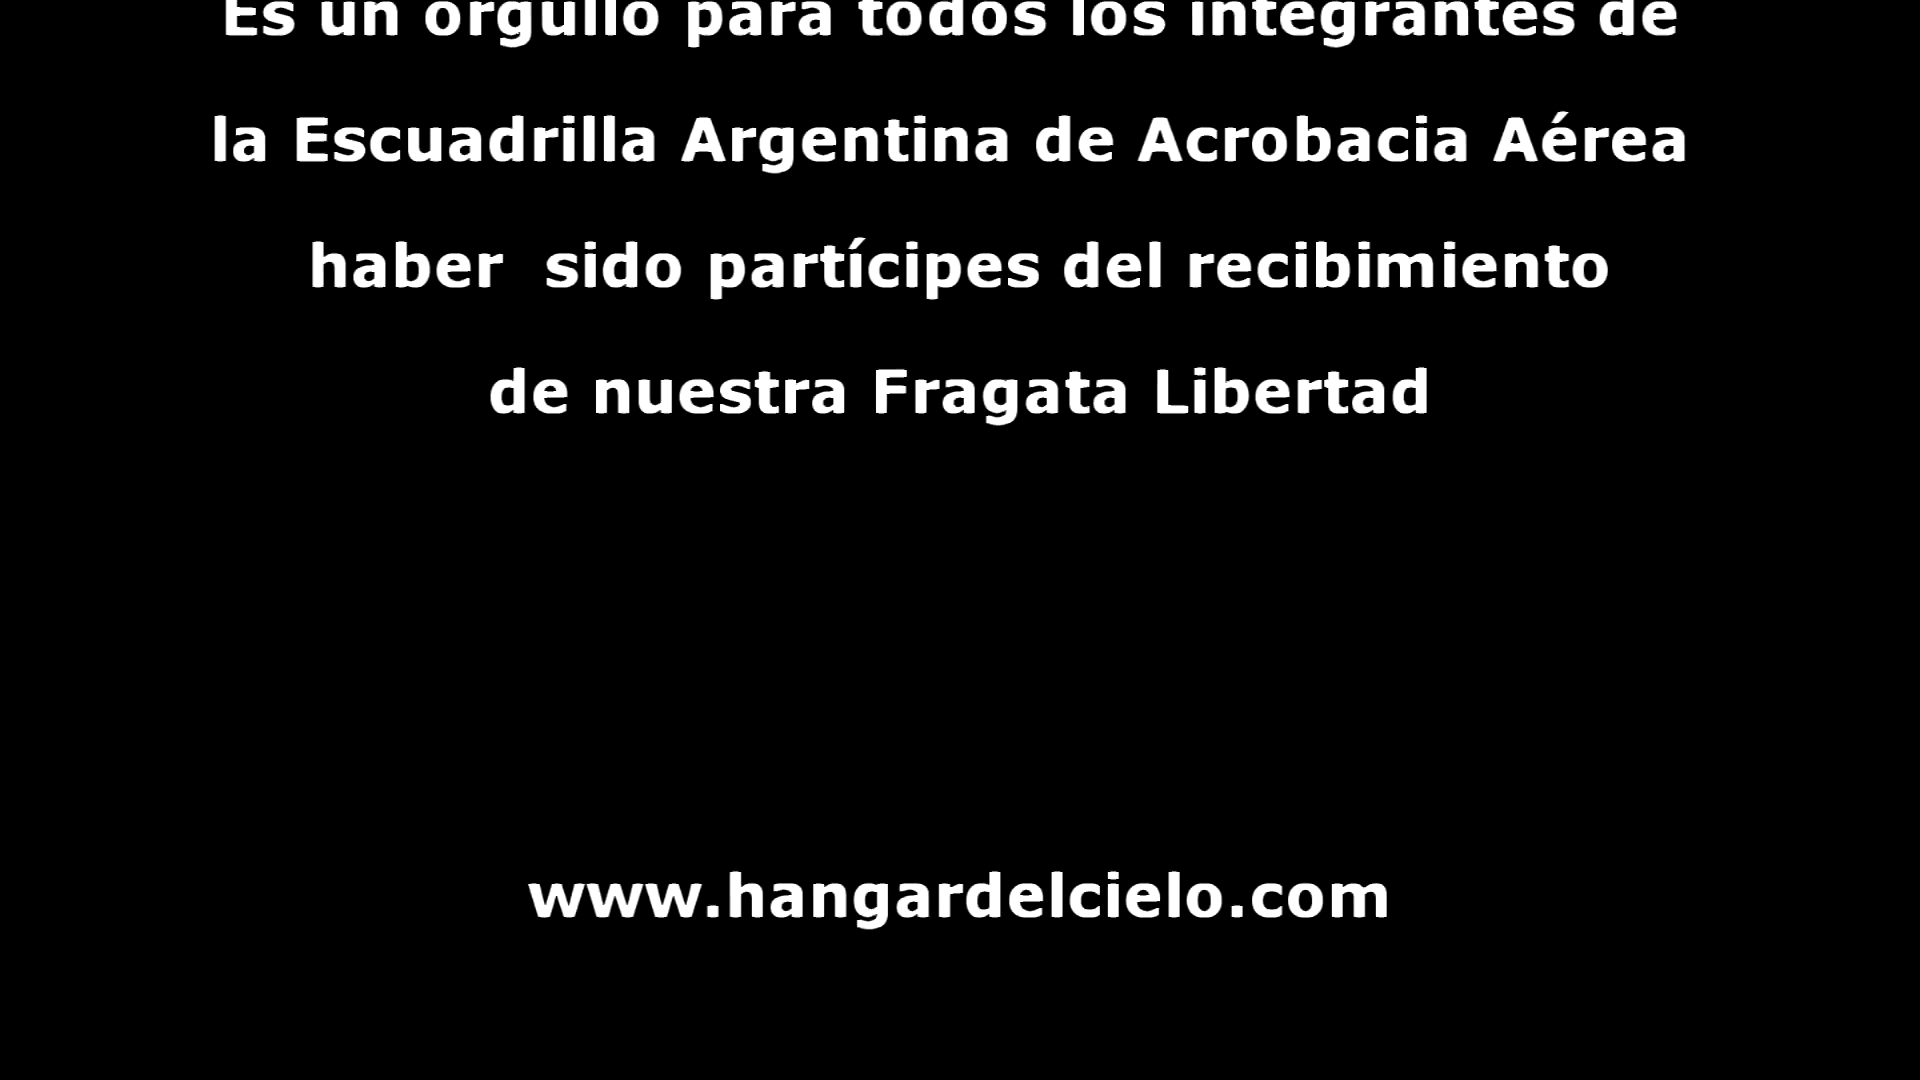 Es un orgullo para todos los integrantes de
la Escuadrilla Argentina de Acrobacia Aérea
haber  sido partícipes del recibimiento
de nuestra Fragata Libertad
www.hangardelcielo.com